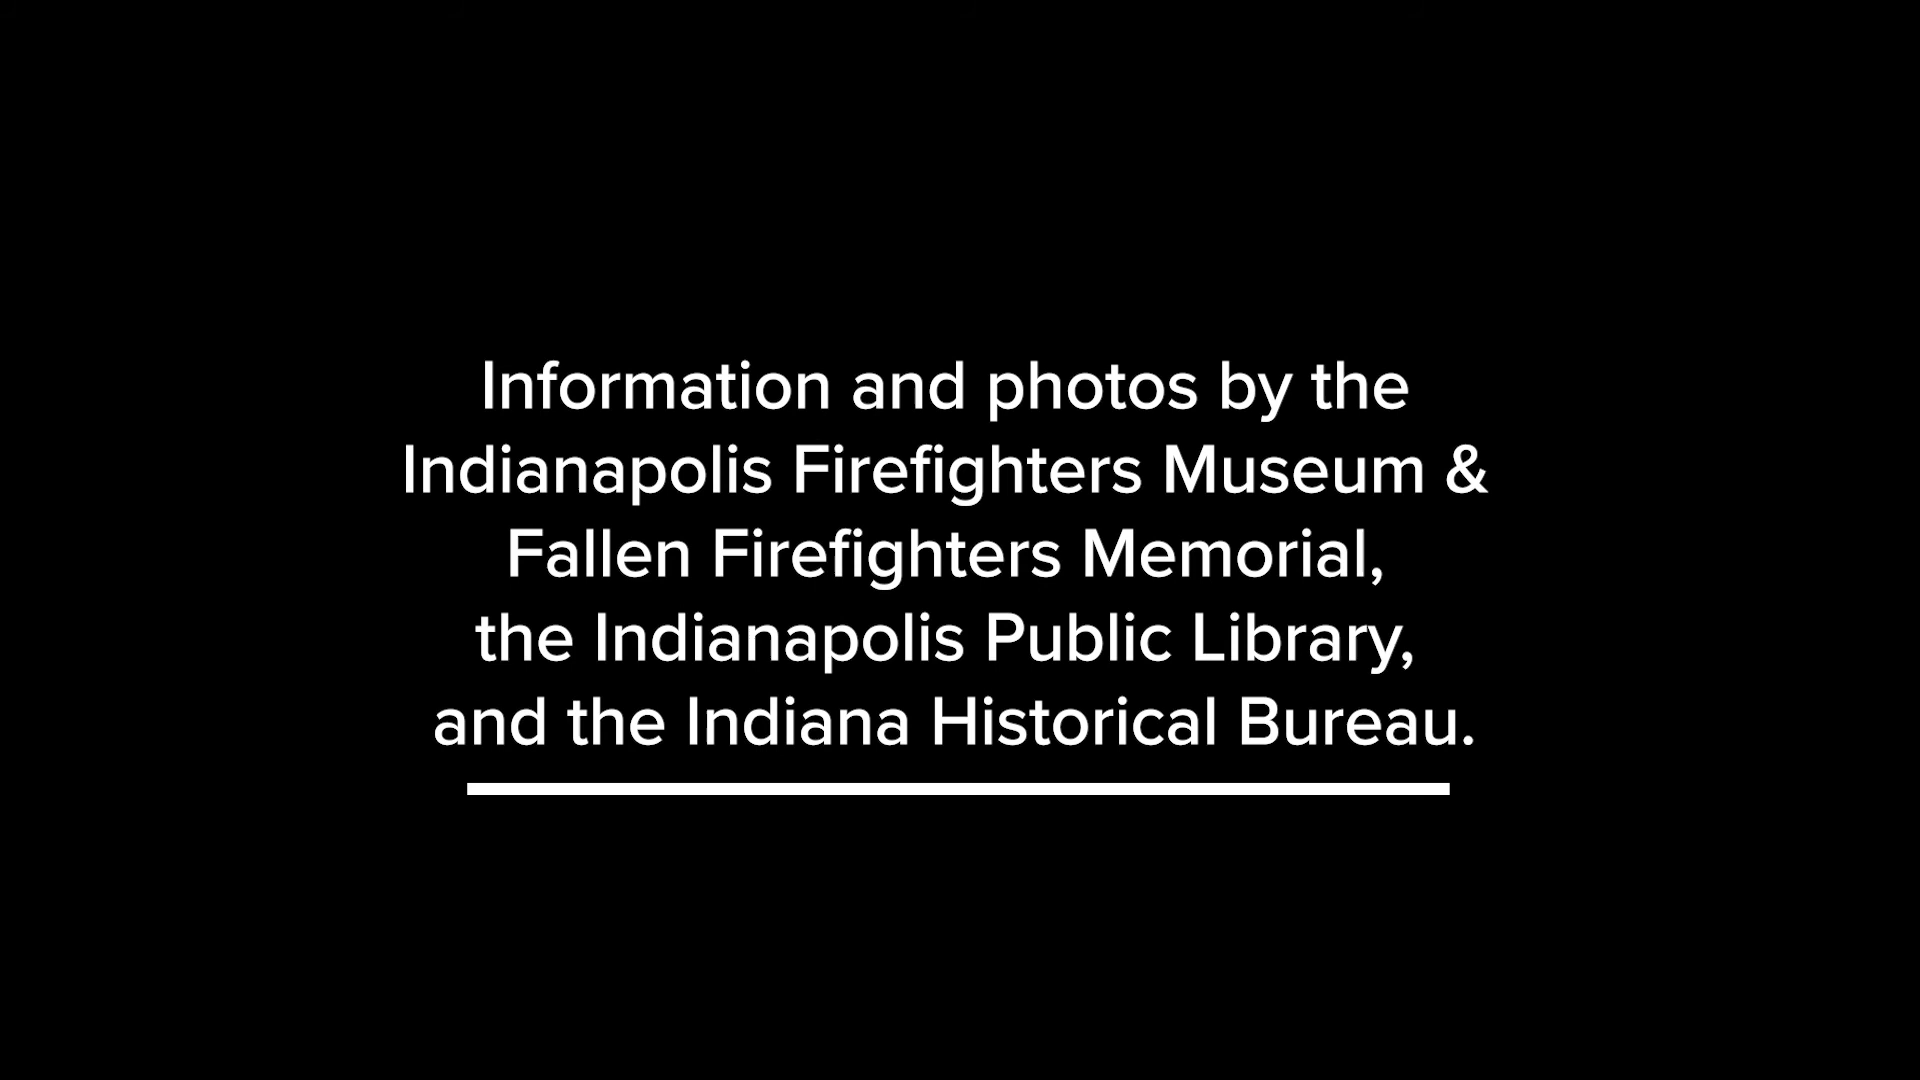 Information and photos by the
Indianapolis Firefighters Museum &
Fallen Firefighters Memorial,
the Indianapolis Public Library,
and the Indiana Historical Bureau.